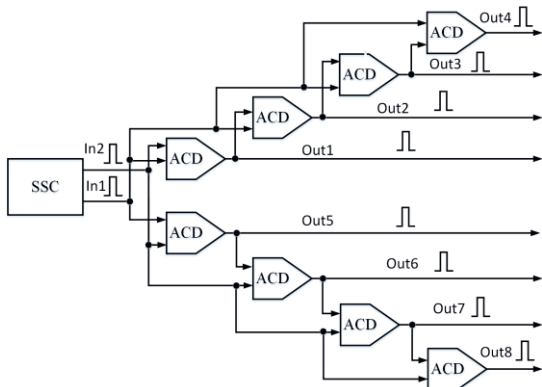 Out4
ACD
Out3
ACD
Out2
ACD
In2
ACD
Out1
SSC
In1
ACD
Out5
ACD
Out6
ACD
Out7
ACD
Out8